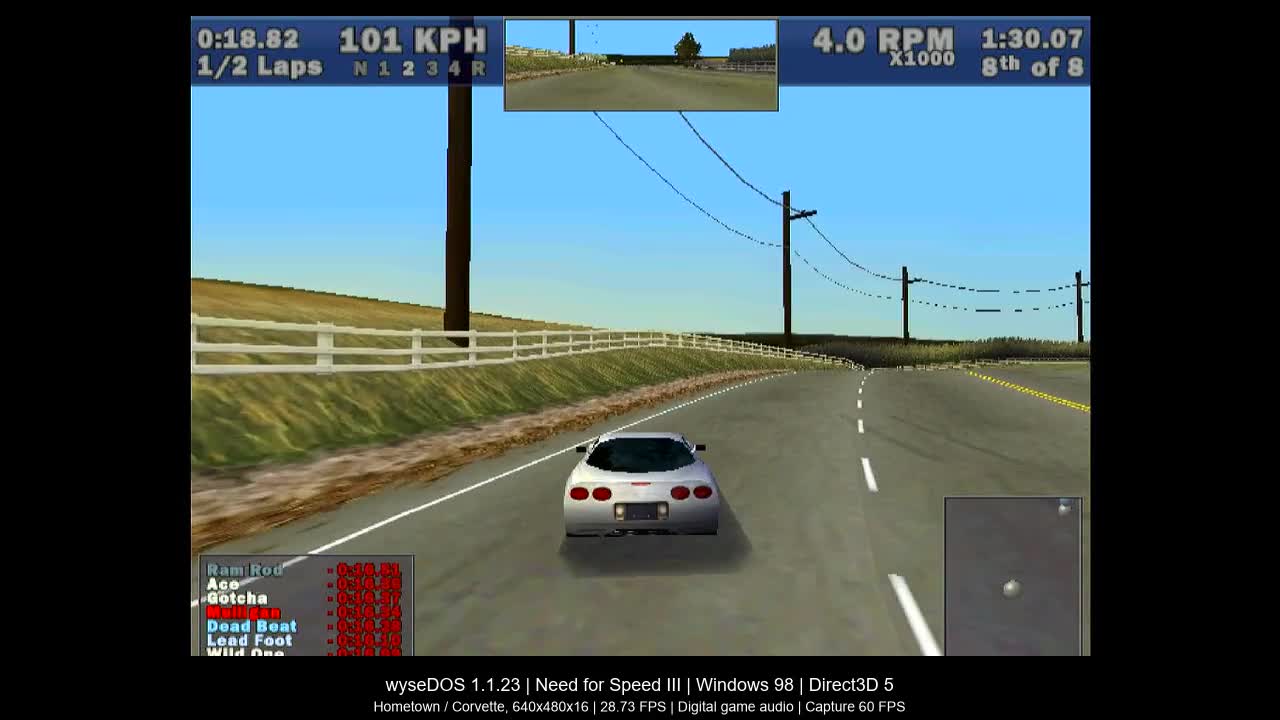 0:18.82
1/2 Laps
101 KPH
N 1 2 3 4 R
4.0 RPM
X1000
1:30.07
8th of 8
Ram Rod
Ace
Gotcha
Mulligan
Dead Beat
Lead Foot
Wild One
wyseDOS 1.1.23 | Need for Speed III | Windows 98 | Direct3D 5
Hometown / Corvette, 640x480x16 | 28.73 FPS | Digital game audio | Capture 60 FPS